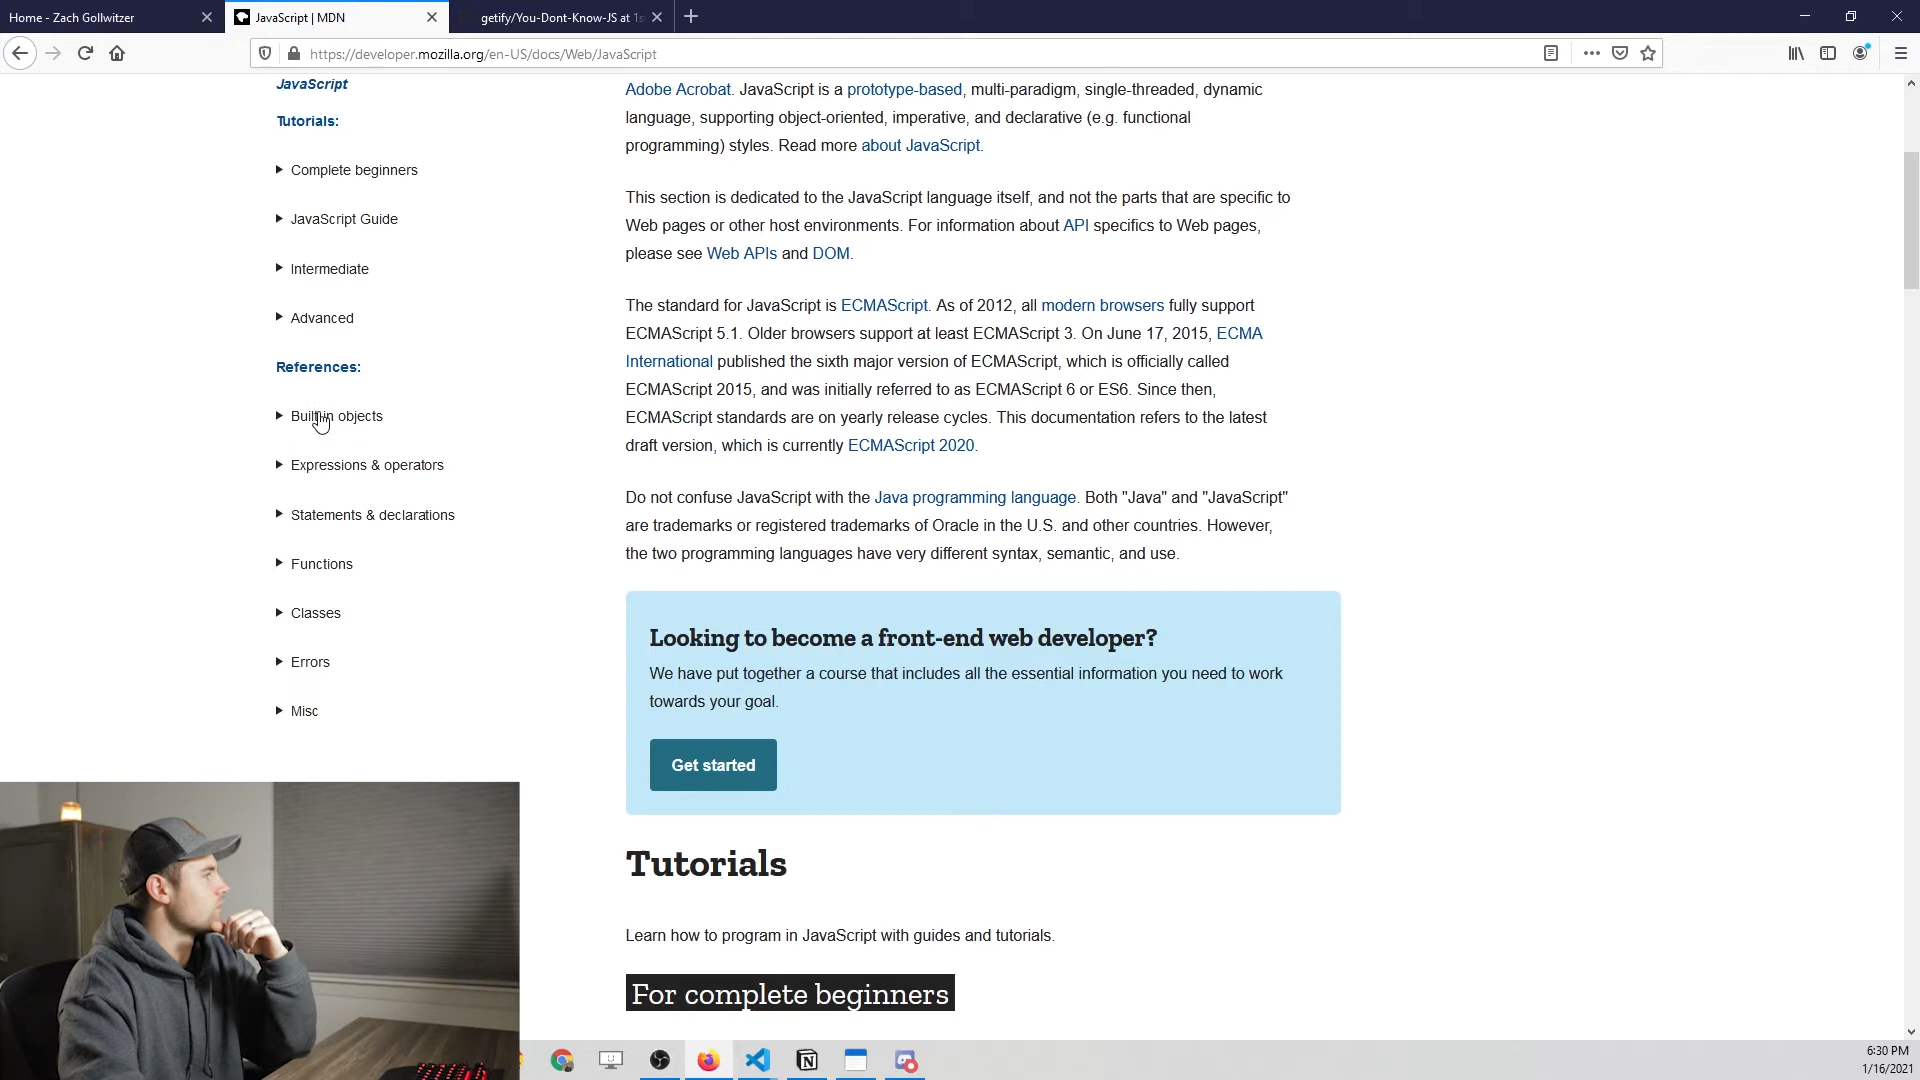 Home - Zach Gollwitzer
JavaScript | MDN
getify/You-Dont-Know-JS at 1s
https://developer.mozilla.org/en-US/docs/Web/JavaScript
JavaScript
Tutorials:
Complete beginners
JavaScript Guide
Intermediate
Advanced
References:
Built-in objects
Expressions & operators
Statements & declarations
Functions
Classes
Errors
Misc
Adobe Acrobat. JavaScript is a prototype-based, multi-paradigm, single-threaded, dynamic
language, supporting object-oriented, imperative, and declarative (e.g. functional
programming) styles. Read more about JavaScript.
This section is dedicated to the JavaScript language itself, and not the parts that are specific to
Web pages or other host environments. For information about API specifics to Web pages,
please see Web APIs and DOM.
The standard for JavaScript is ECMAScript. As of 2012, all modern browsers fully support
ECMAScript 5.1. Older browsers support at least ECMAScript 3. On June 17, 2015, ECMA
International published the sixth major version of ECMAScript, which is officially called
ECMAScript 2015, and was initially referred to as ECMAScript 6 or ES6. Since then,
ECMAScript standards are on yearly release cycles. This documentation refers to the latest
draft version, which is currently ECMAScript 2020.
Do not confuse JavaScript with the Java programming language. Both "Java" and "JavaScript"
are trademarks or registered trademarks of Oracle in the U.S. and other countries. However,
the two programming languages have very different syntax, semantic, and use.
Looking to become a front-end web developer?
We have put together a course that includes all the essential information you need to work
towards your goal.
Get started
Tutorials
Learn how to program in JavaScript with guides and tutorials.
For complete beginners
6:30 PM
1/16/2021